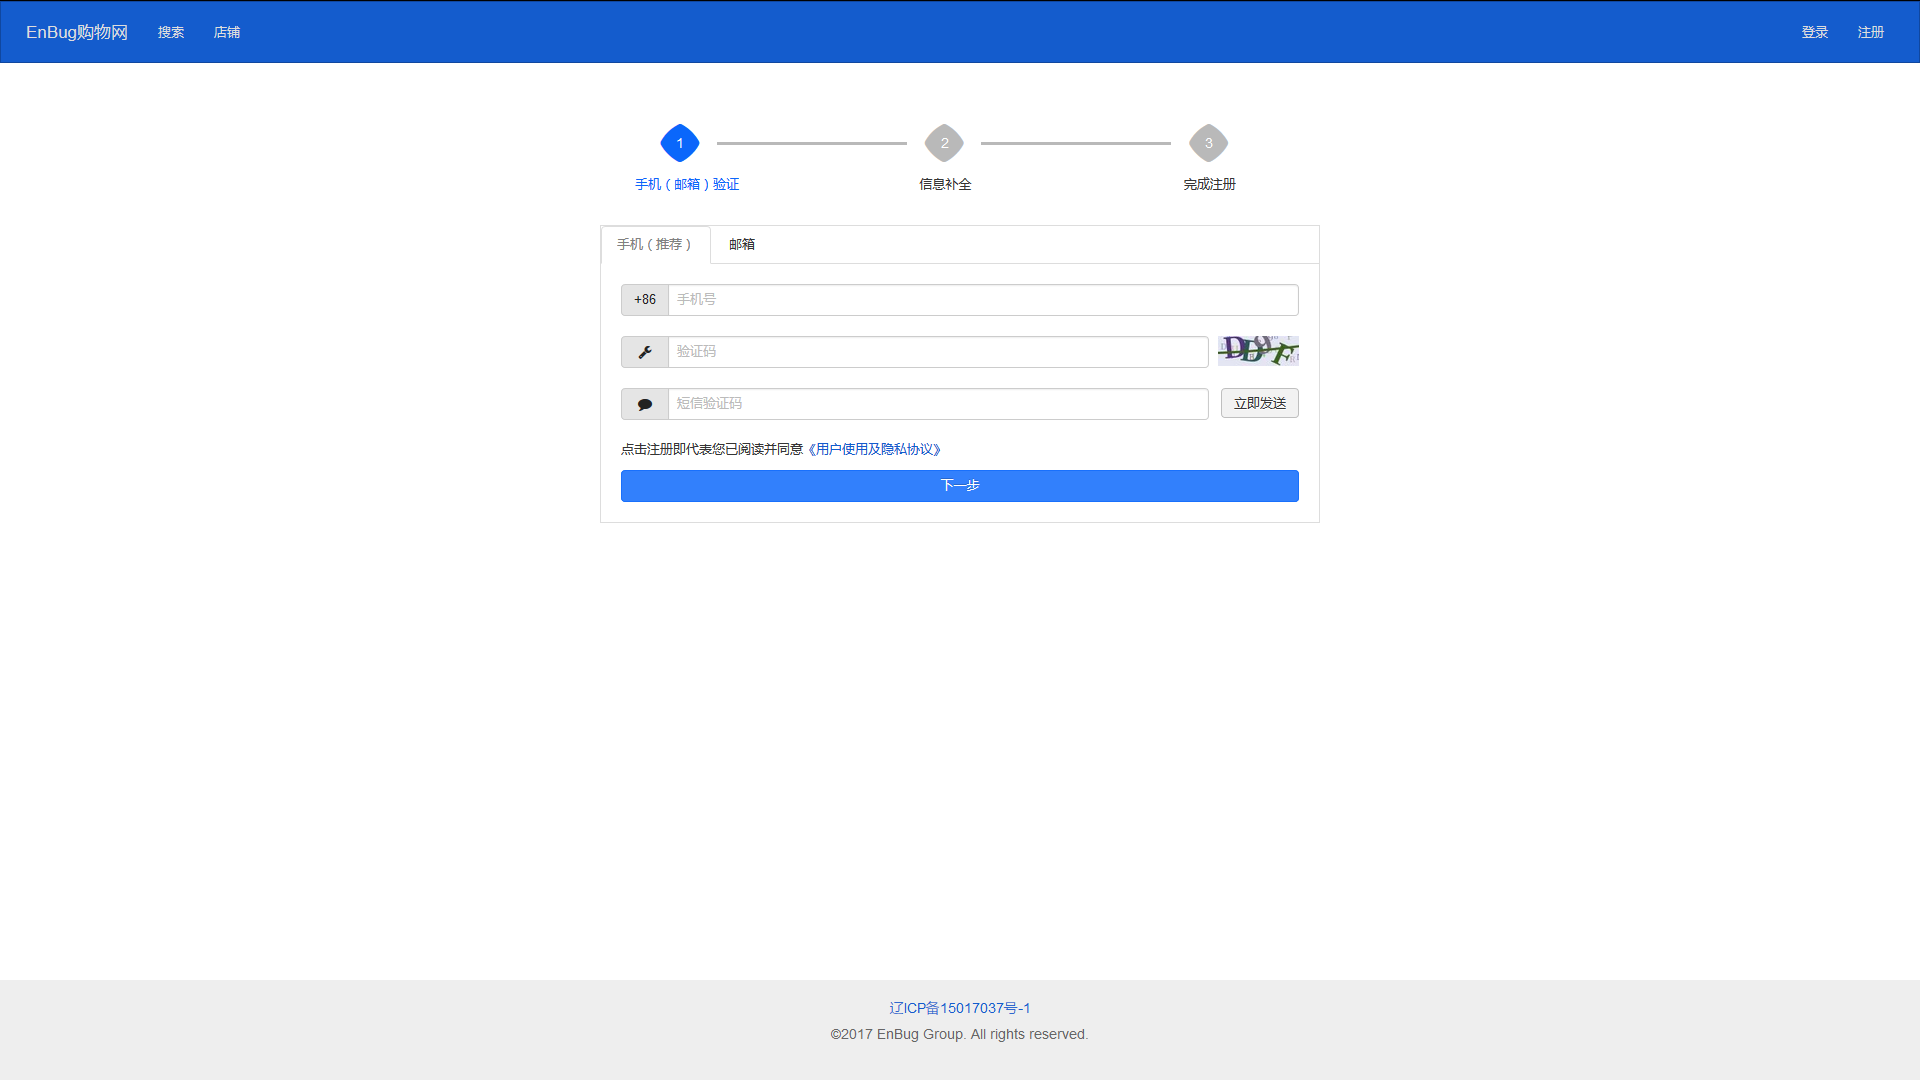 EnBug购物网 搜索 店铺 登录 注册
1 2 3
手机（邮箱）验证 信息补全 完成注册
手机（推荐） 邮箱
+86 手机号
验证码 DD9F
短信验证码 立即发送
点击注册即代表您已阅读并同意《用户使用及隐私协议》
下一步
辽ICP备15017037号-1
©2017 EnBug Group. All rights reserved.